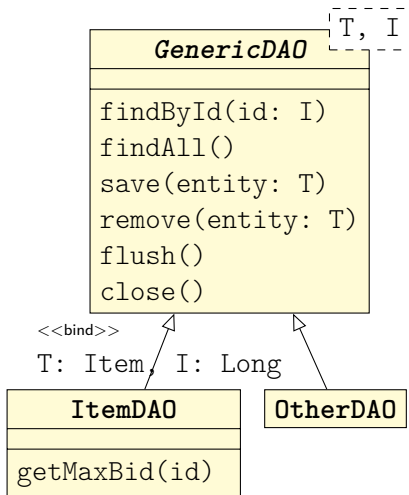 T, I
GenericDAO
findById(id: I)
findAll()
save(entity: T)
remove(entity: T)
flush()
close()
<<bind>>
T: Item, I: Long
ItemDAO
OtherDAO
getMaxBid(id)